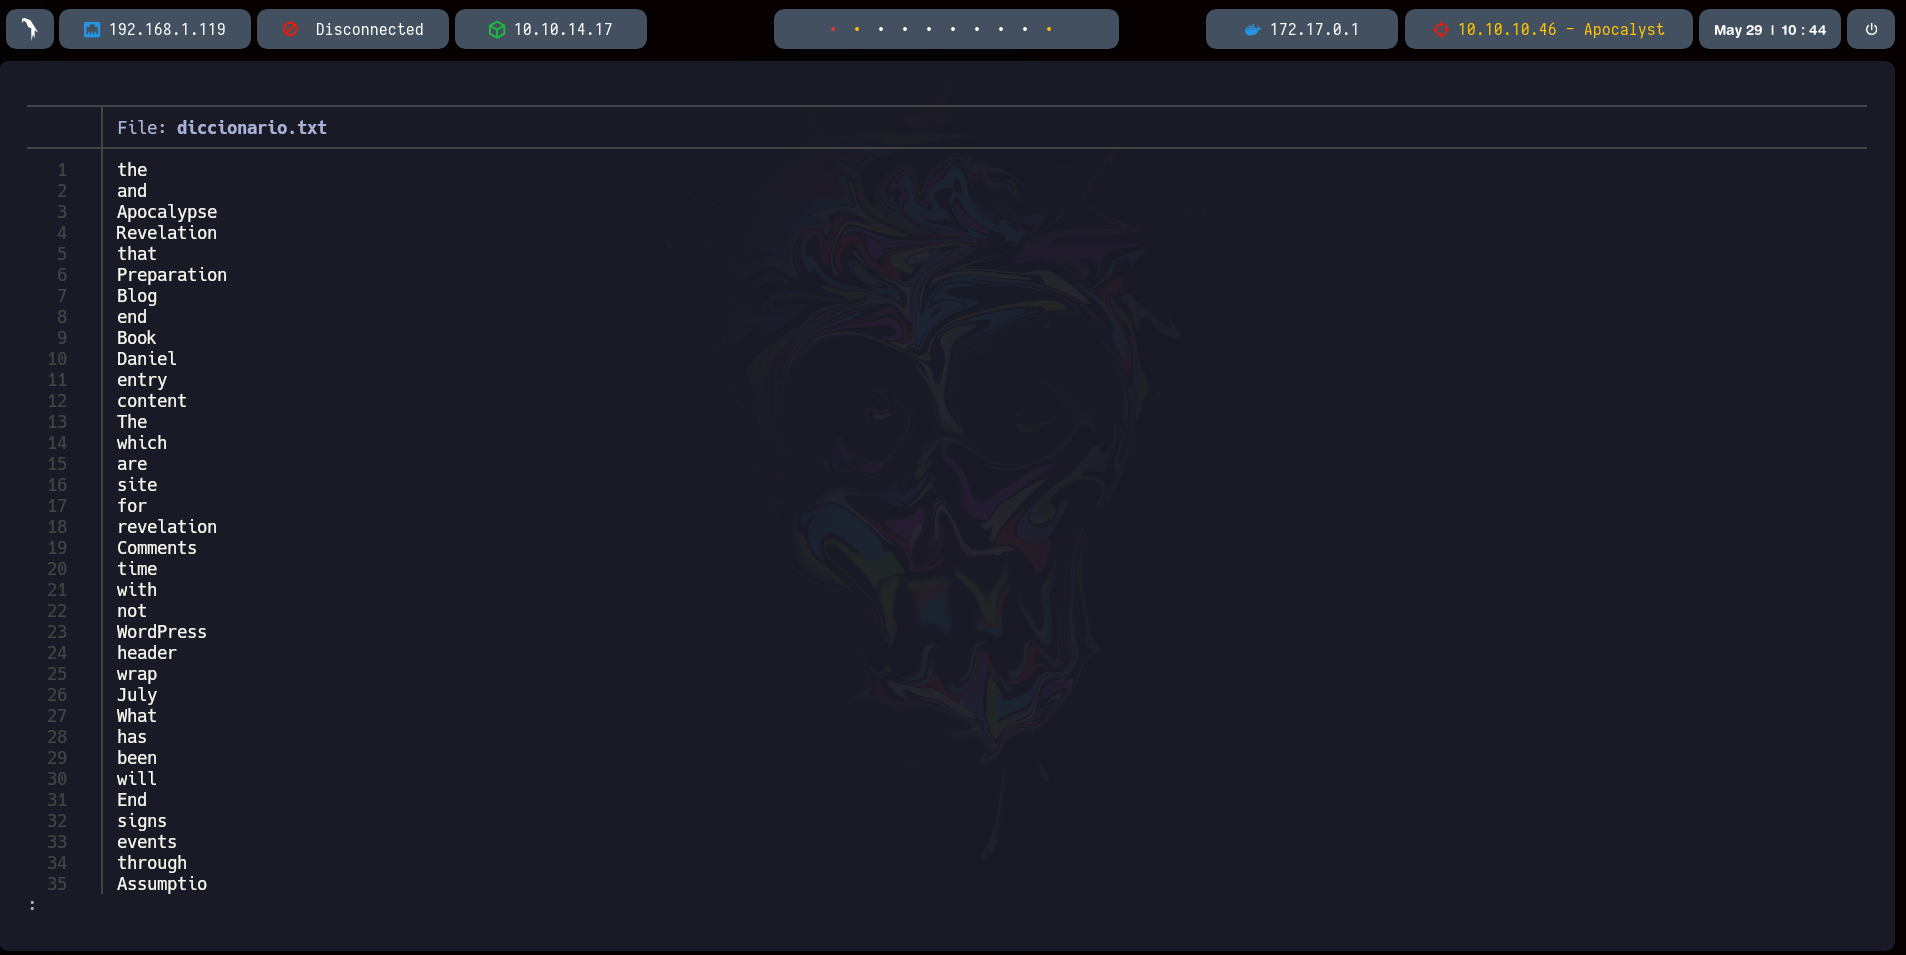 192.168.1.119 Disconnected 10.10.14.17 172.17.0.1 10.10.10.46 - Apocalyst May 29 | 10 : 44
File: diccionario.txt
1 the
2 and
3 Apocalypse
4 Revelation
5 that
6 Preparation
7 Blog
8 end
9 Book
10 Daniel
11 entry
12 content
13 The
14 which
15 are
16 site
17 for
18 revelation
19 Comments
20 time
21 with
22 not
23 WordPress
24 header
25 wrap
26 July
27 What
28 has
29 been
30 will
31 End
32 signs
33 events
34 through
35 Assumptio
: